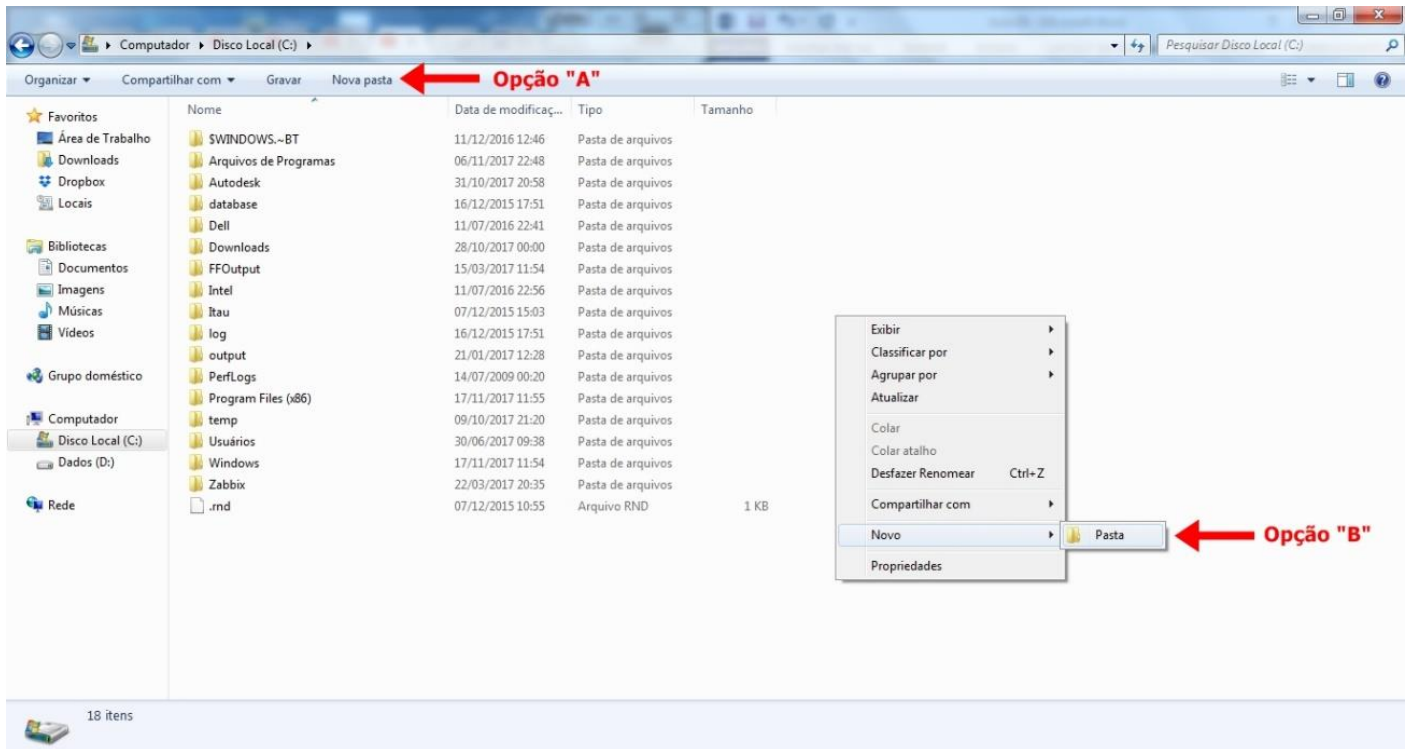 Computador ▸ Disco Local (C:) ▸
Pesquisar Disco Local (C:)
Organizar Compartilhar com Gravar Nova pasta Opção "A"
Favoritos
Área de Trabalho
Downloads
Dropbox
Locais
Bibliotecas
Documentos
Imagens
Músicas
Vídeos
Grupo doméstico
Computador
Disco Local (C:)
Dados (D:)
Rede
Nome Data de modificaç... Tipo Tamanho
$WINDOWS.~BT 11/12/2016 12:46 Pasta de arquivos
Arquivos de Programas 06/11/2017 22:48 Pasta de arquivos
Autodesk 31/10/2017 20:58 Pasta de arquivos
database 16/12/2015 17:51 Pasta de arquivos
Dell 11/07/2016 22:41 Pasta de arquivos
Downloads 28/10/2017 00:00 Pasta de arquivos
FFOutput 15/03/2017 11:54 Pasta de arquivos
Intel 11/07/2016 22:56 Pasta de arquivos
Itau 07/12/2015 15:03 Pasta de arquivos
log 16/12/2015 17:51 Pasta de arquivos
output 21/01/2017 12:28 Pasta de arquivos
PerfLogs 14/07/2009 00:20 Pasta de arquivos
Program Files (x86) 17/11/2017 11:55 Pasta de arquivos
temp 09/10/2017 21:20 Pasta de arquivos
Usuários 30/06/2017 09:38 Pasta de arquivos
Windows 17/11/2017 11:54 Pasta de arquivos
Zabbix 22/03/2017 20:35 Pasta de arquivos
.rnd 07/12/2015 10:55 Arquivo RND 1 KB
Exibir
Classificar por
Agrupar por
Atualizar
Colar
Colar atalho
Desfazer Renomear Ctrl+Z
Compartilhar com
Novo
Pasta Opção "B"
Propriedades
18 itens